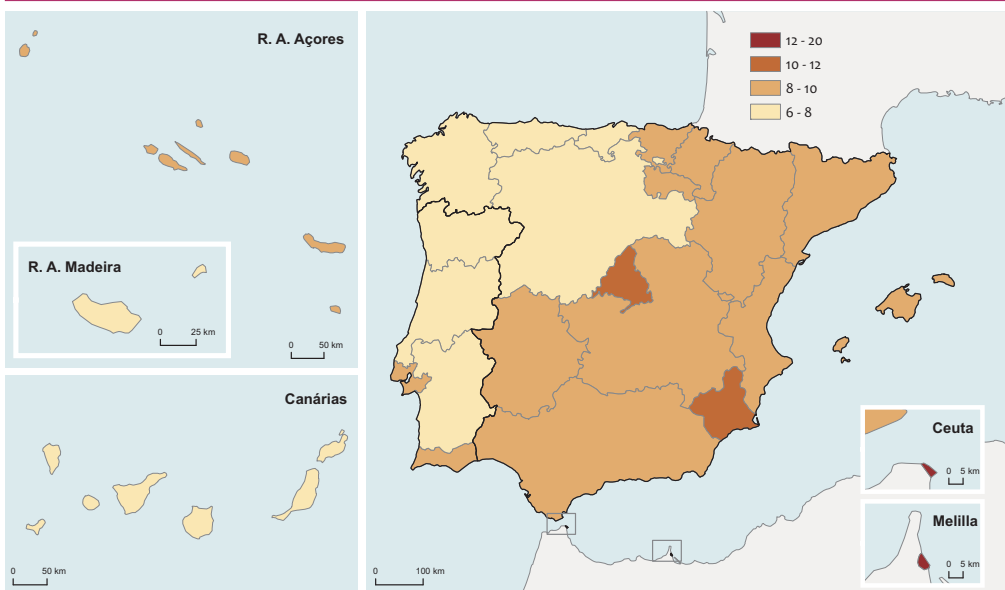 R. A. Açores
R. A. Madeira
0 25 km
0 50 km
Canárias
0 50 km
12 - 20
10 - 12
8 - 10
6 - 8
0 100 km
Ceuta
0 5 km
Melilla
0 5 km